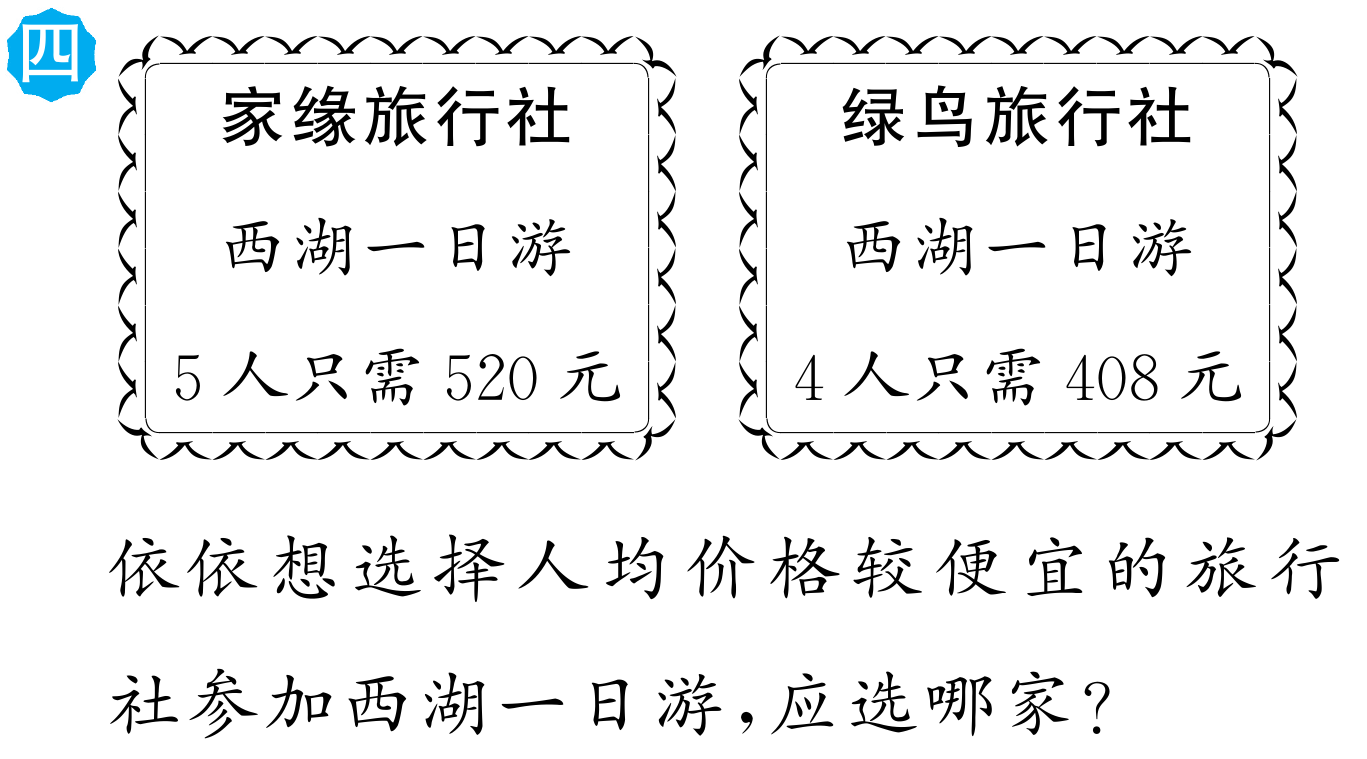 四
家缘旅行社
西湖一日游
5人只需520元
绿鸟旅行社
西湖一日游
4人只需408元
依依想选择人均价格较便宜的旅行
社参加西湖一日游,应选哪家?